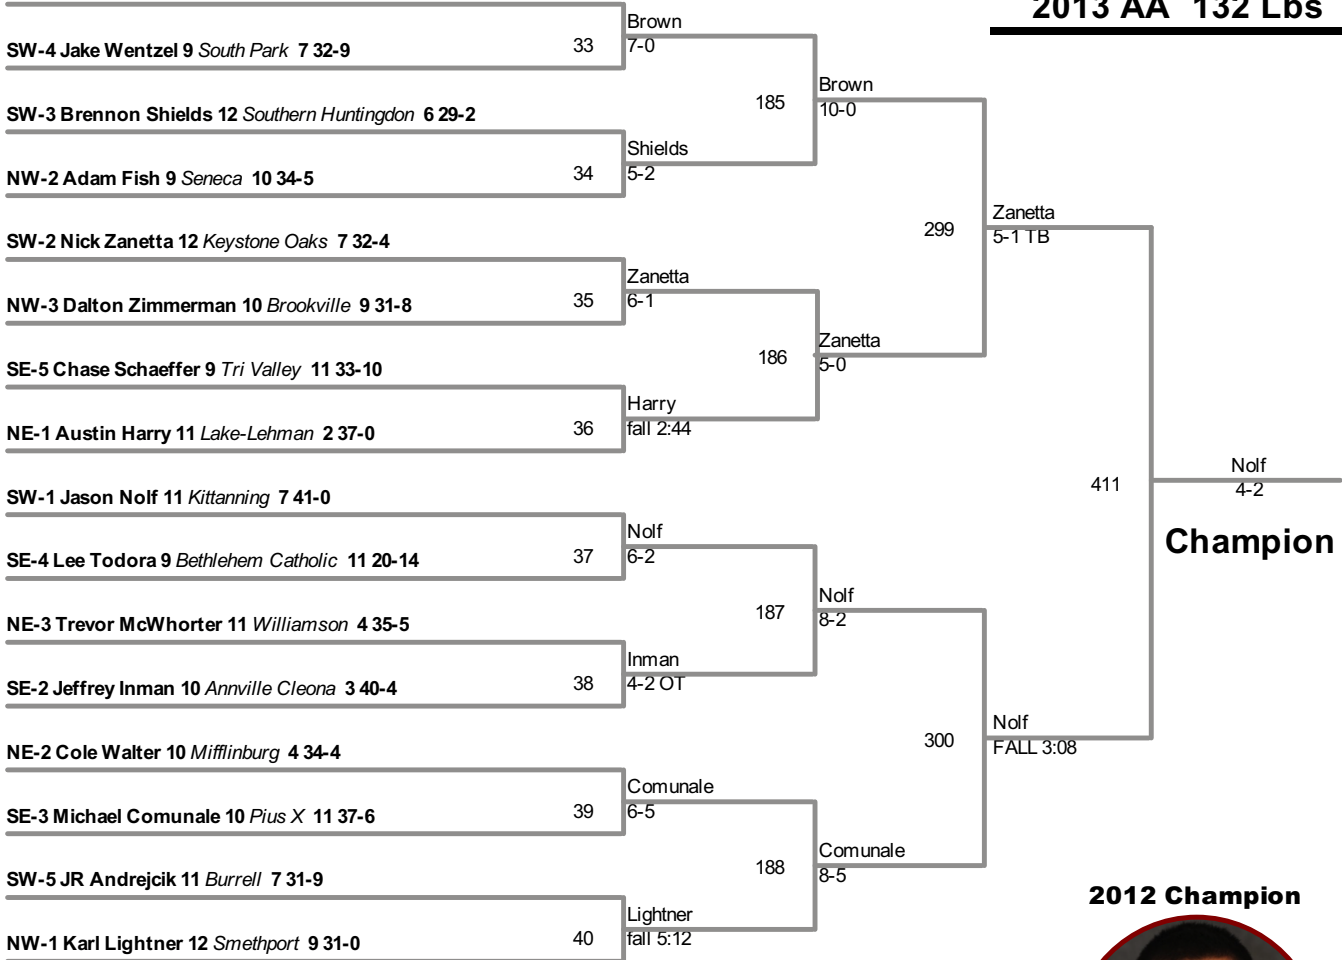 2013 AA 132 Lbs
Brown
SW-4 Jake Wentzel 9 South Park 7 32-9
33
7-0
Brown
185
10-0
SW-3 Brennon Shields 12 Southern Huntingdon 6 29-2
Shields
NW-2 Adam Fish 9 Seneca 10 34-5
34
5-2
Zanetta
299
5-1 TB
SW-2 Nick Zanetta 12 Keystone Oaks 7 32-4
Zanetta
NW-3 Dalton Zimmerman 10 Brookville 9 31-8
35
6-1
Zanetta
186
5-0
SE-5 Chase Schaeffer 9 Tri Valley 11 33-10
Harry
NE-1 Austin Harry 11 Lake-Lehman 2 37-0
36
fall 2:44
Nolf
411
4-2
Champion
SW-1 Jason Nolf 11 Kittanning 7 41-0
Nolf
SE-4 Lee Todora 9 Bethlehem Catholic 11 20-14
37
6-2
Nolf
187
8-2
NE-3 Trevor McWhorter 11 Williamson 4 35-5
Inman
SE-2 Jeffrey Inman 10 Annville Cleona 3 40-4
38
4-2 OT
Nolf
300
FALL 3:08
NE-2 Cole Walter 10 Mifflinburg 4 34-4
Comunale
SE-3 Michael Comunale 10 Pius X 11 37-6
39
6-5
Comunale
188
8-5
SW-5 JR Andrejcik 11 Burrell 7 31-9
Lightner
NW-1 Karl Lightner 12 Smethport 9 31-0
40
fall 5:12
2012 Champion